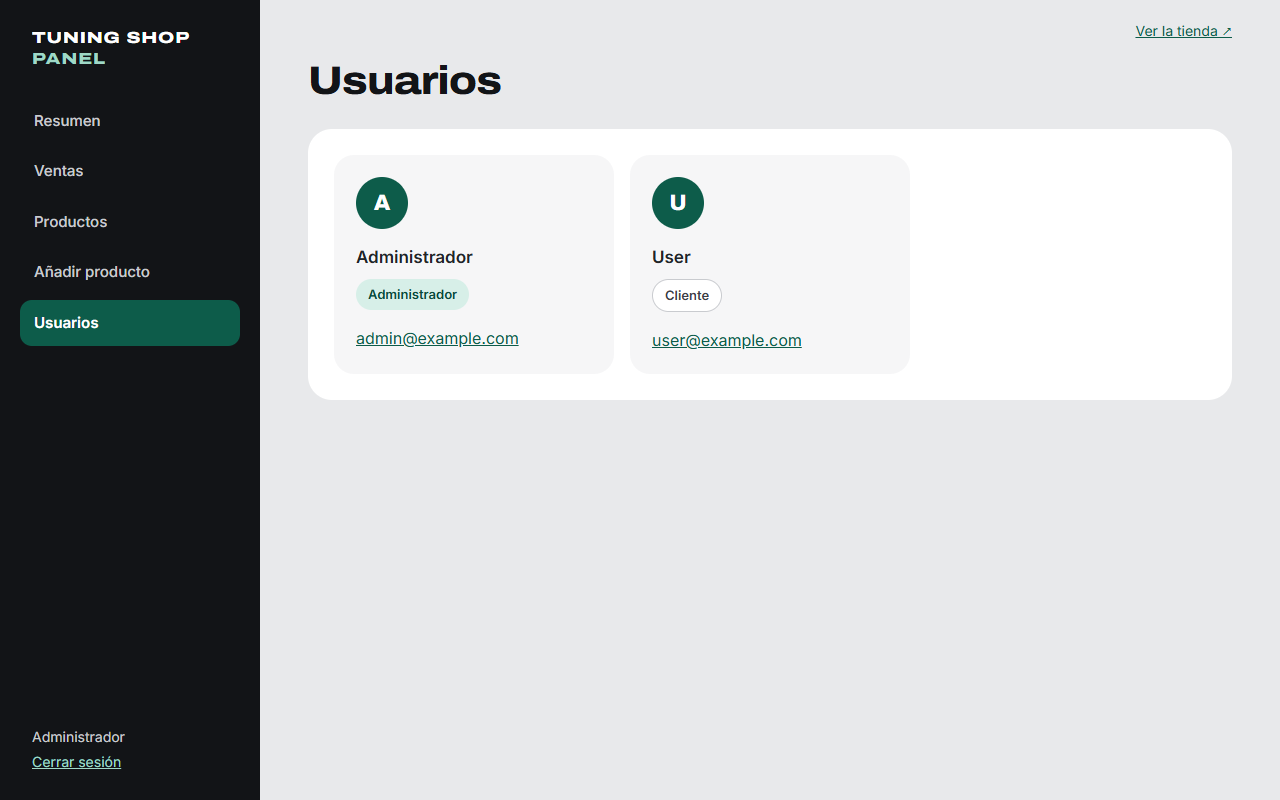 TUNING SHOP
PANEL
Resumen
Ventas
Productos
Añadir producto
Usuarios
Administrador
Cerrar sesión
Ver la tienda ↗
Usuarios
A
Administrador
Administrador
admin@example.com
U
User
Cliente
user@example.com